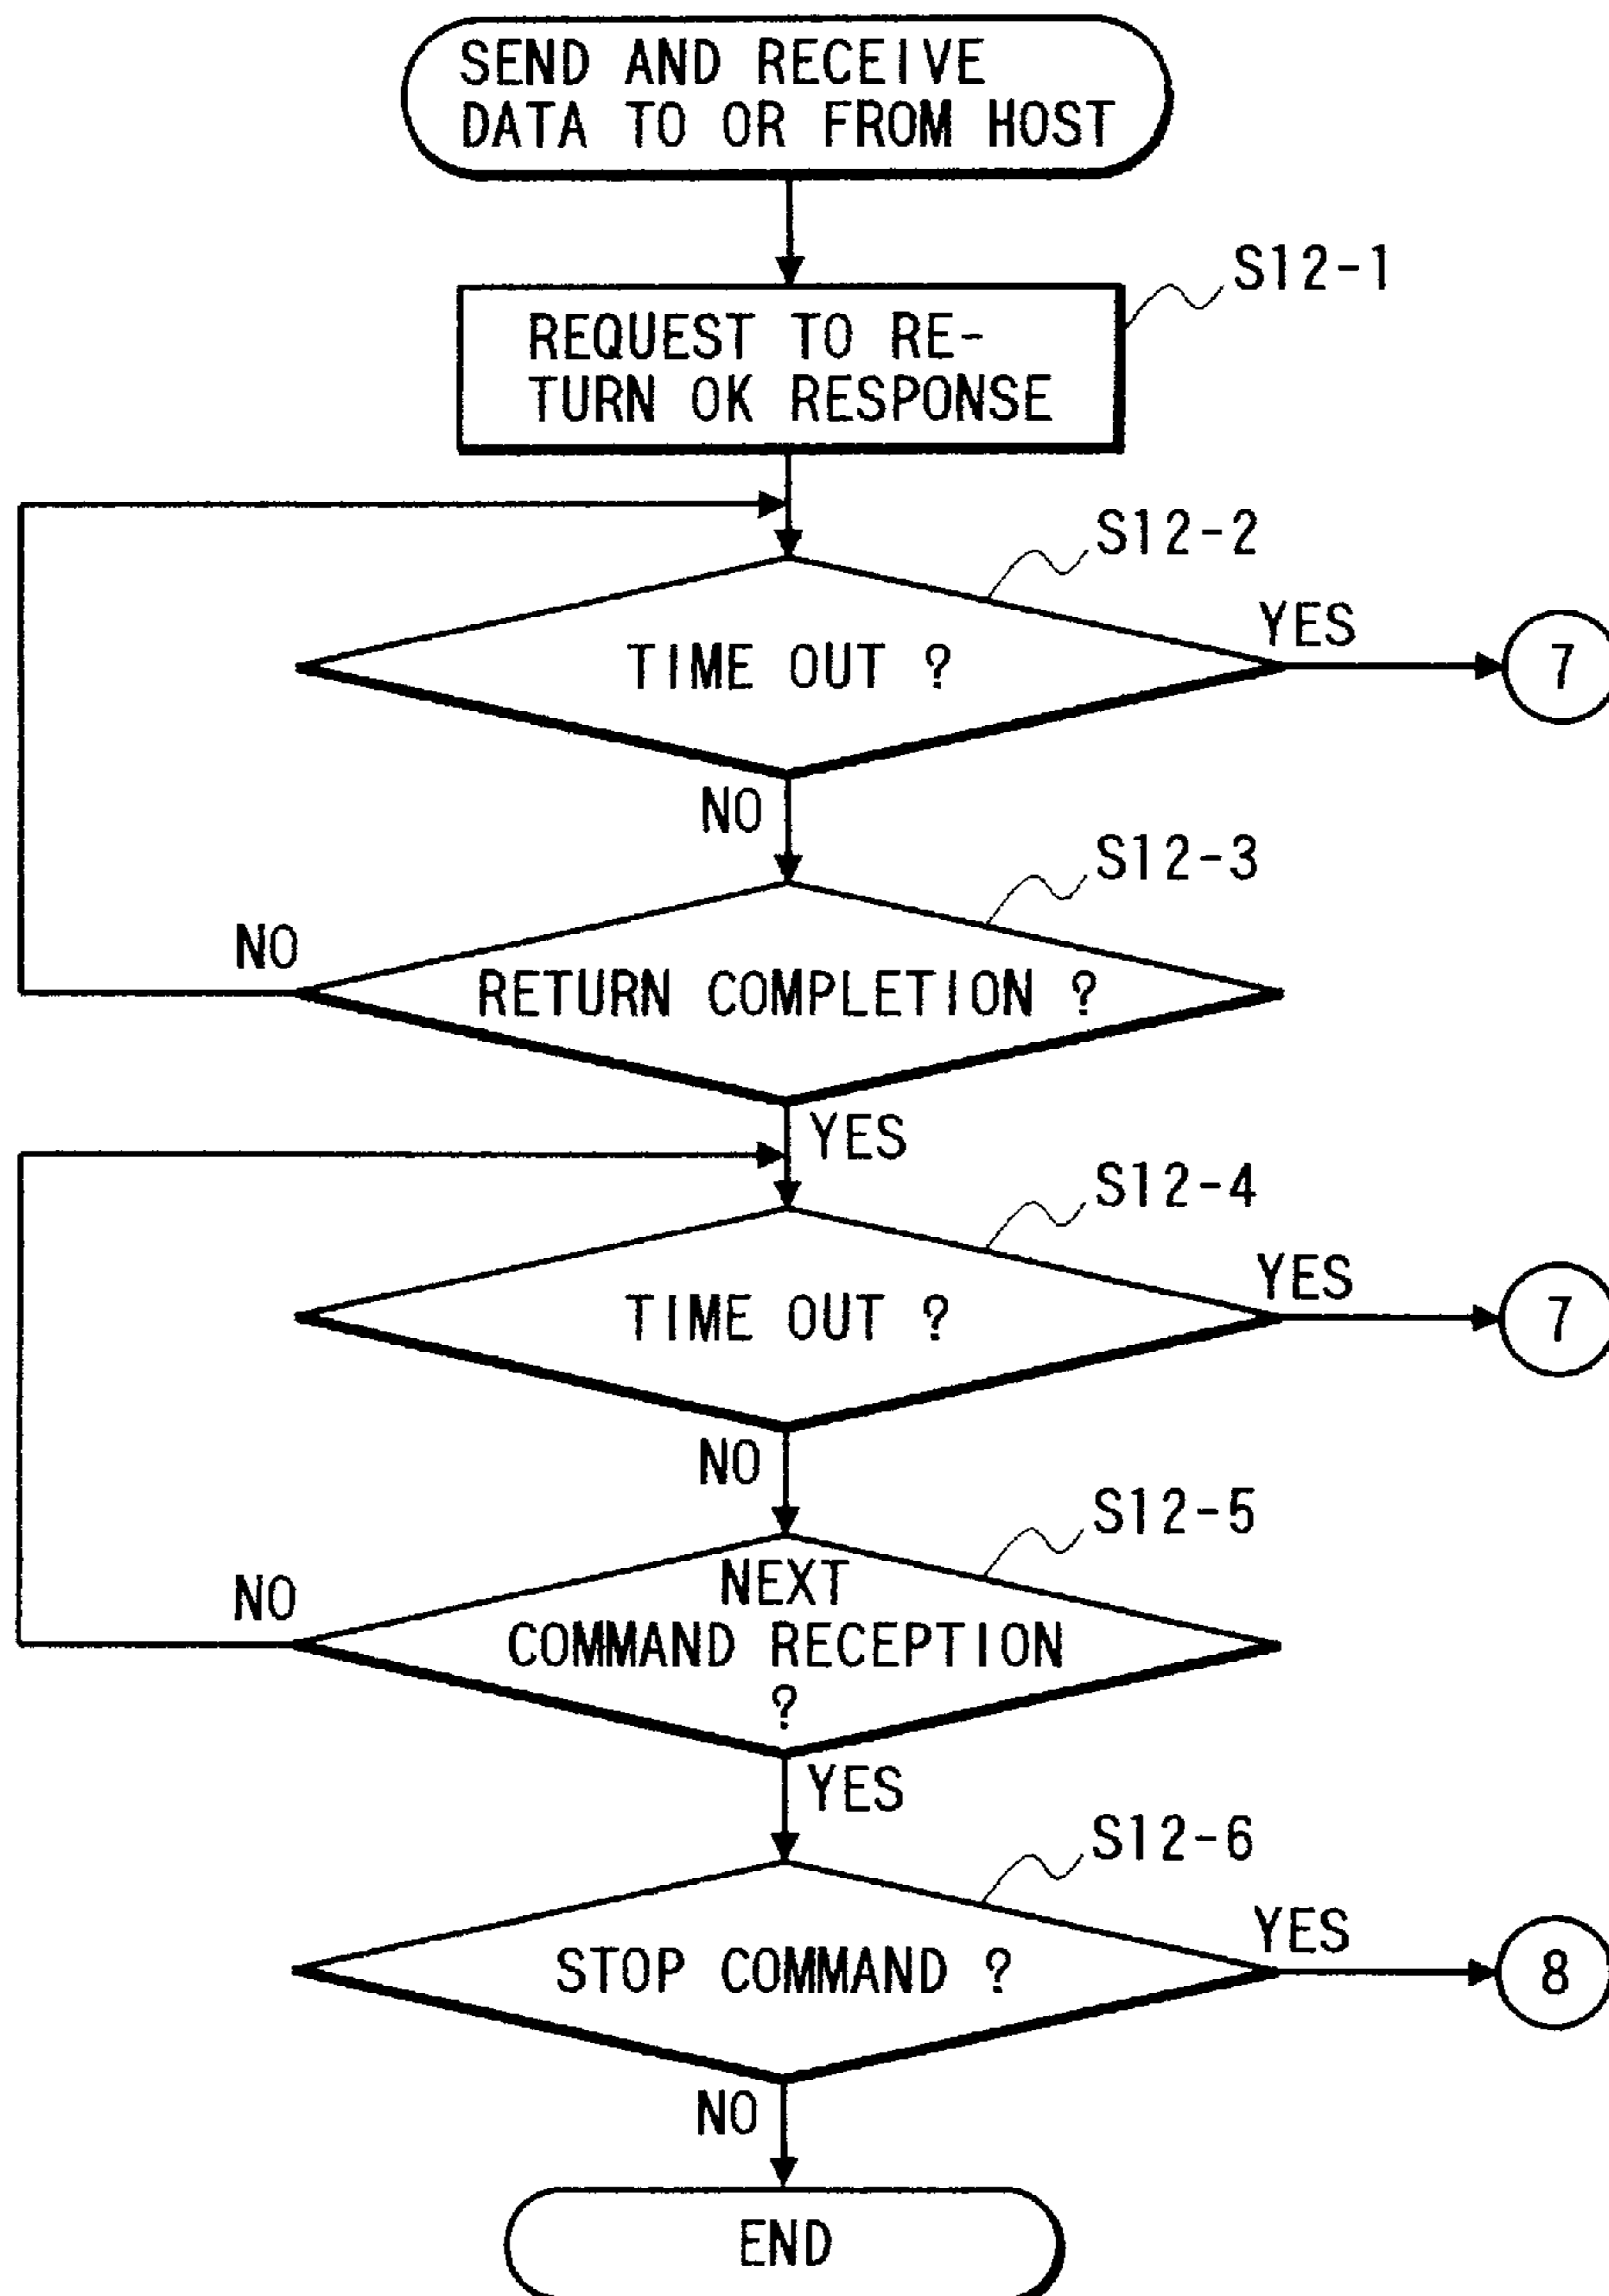 SEND AND RECEIVE
DATA TO OR FROM HOST
S12-1
REQUEST TO RE-
TURN OK RESPONSE
S12-2
YES
TIME OUT ?
7
NO
S12-3
NO
RETURN COMPLETION ?
YES
S12-4
YES
TIME OUT ?
7
NO
S12-5
NO
NEXT
COMMAND RECEPTION
?
YES
S12-6
YES
STOP COMMAND ?
8
NO
END